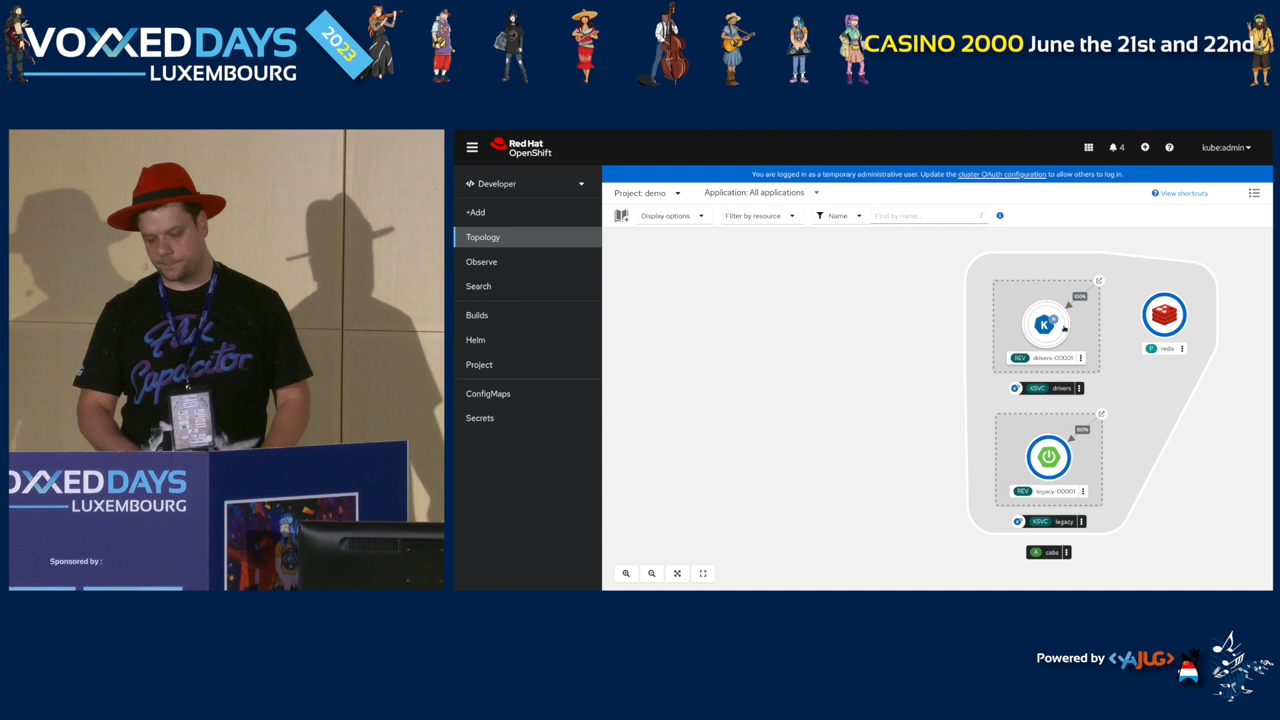 VOXXED DAYS
LUXEMBOURG
2023
CASINO 2000 June the 21st and 22nd
Flux
Capacitor
OXXED DAYS
LUXEMBOURG
Sponsored by :
Red Hat
OpenShift
4
kube:admin
You are logged in as a temporary administrative user. Update the cluster OAuth configuration to allow others to log in.
Developer
+Add
Topology
Observe
Search
Builds
Helm
Project
ConfigMaps
Secrets
Project: demo
Application: All applications
View shortcuts
Display options
Filter by resource
Name
Find by name...
/
100%
K
REV drivers-00001
KSVC drivers
P redis
100%
REV legacy-00001
KSVC legacy
A cabs
Powered by <YAJUG>